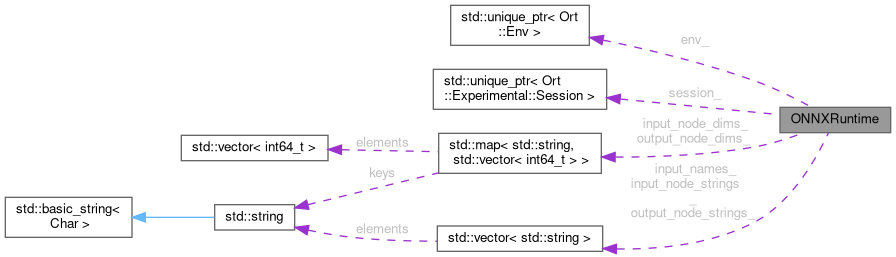 std::unique_ptr< Ort
::Env >
env_
std::unique_ptr< Ort
::Experimental::Session >
session_
ONNXRuntime
input_node_dims_
output_node_dims_
std::map< std::string,
std::vector< int64_t > >
elements
std::vector< int64_t >
keys
input_names_
input_node_strings
_
output_node_strings_
std::basic_string<
Char >
std::string
elements
std::vector< std::string >